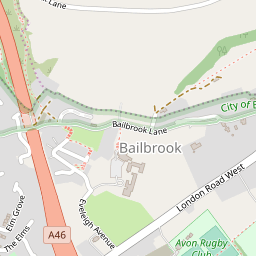 Bailbrook
Lane
City of B
Bailbrook Lane
Bailbrook
London Road West
Elm Grove
The Elms
Eveleigh Avenue
A46
Avon Rugby
Club